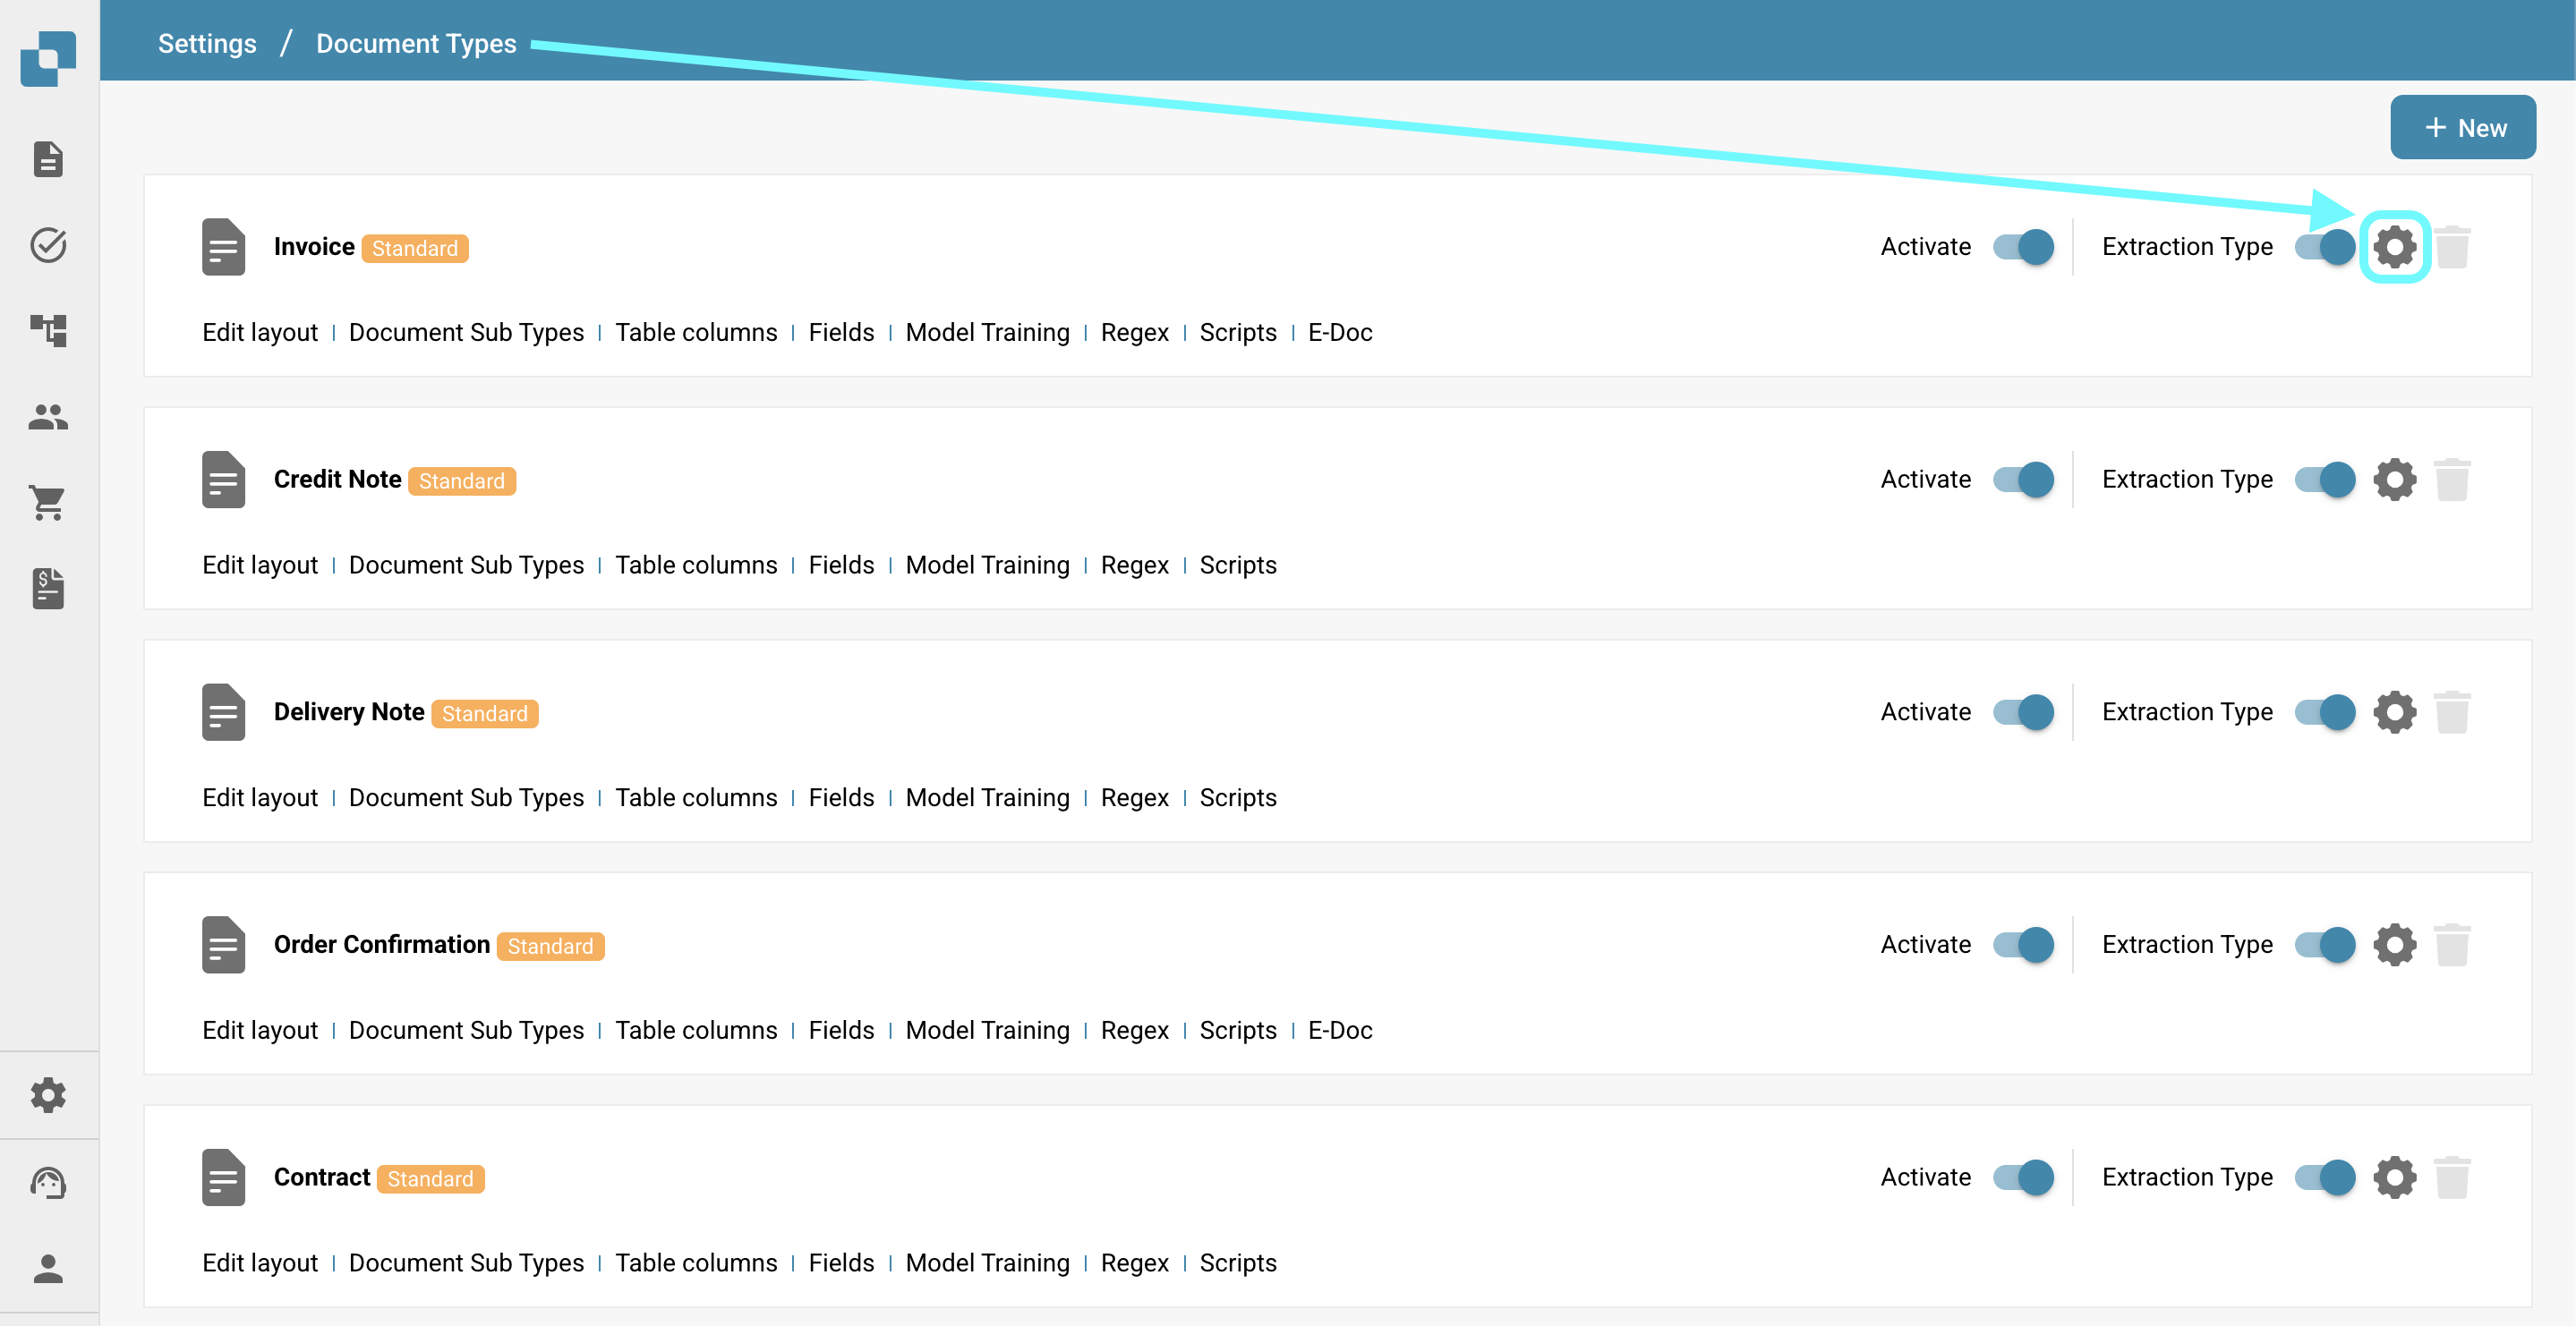 Settings / Document Types
+ New
Invoice Standard Activate Extraction Type
Edit layout | Document Sub Types | Table columns | Fields | Model Training | Regex | Scripts | E-Doc
Credit Note Standard Activate Extraction Type
Edit layout | Document Sub Types | Table columns | Fields | Model Training | Regex | Scripts
Delivery Note Standard Activate Extraction Type
Edit layout | Document Sub Types | Table columns | Fields | Model Training | Regex | Scripts
Order Confirmation Standard Activate Extraction Type
Edit layout | Document Sub Types | Table columns | Fields | Model Training | Regex | Scripts | E-Doc
Contract Standard Activate Extraction Type
Edit layout | Document Sub Types | Table columns | Fields | Model Training | Regex | Scripts